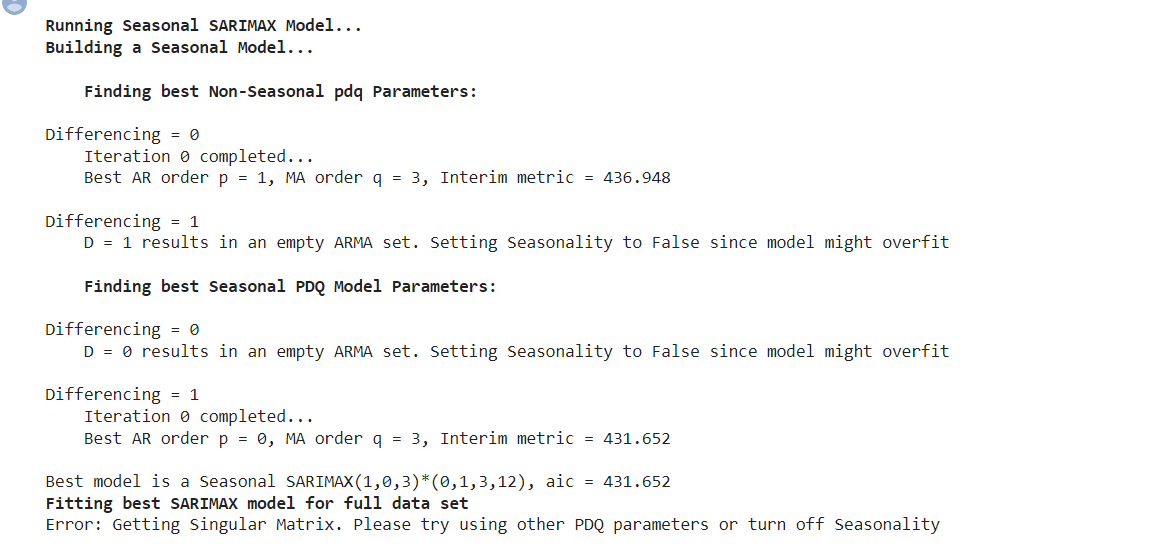 Running Seasonal SARIMAX Model...
Building a Seasonal Model...
Finding best Non-Seasonal pdq Parameters:
Differencing = 0
Iteration 0 completed...
Best AR order p = 1, MA order q = 3, Interim metric = 436.948
Differencing = 1
D = 1 results in an empty ARMA set. Setting Seasonality to False since model might overfit
Finding best Seasonal PDQ Model Parameters:
Differencing = 0
D = 0 results in an empty ARMA set. Setting Seasonality to False since model might overfit
Differencing = 1
Iteration 0 completed...
Best AR order p = 0, MA order q = 3, Interim metric = 431.652
Best model is a Seasonal SARIMAX(1,0,3)*(0,1,3,12), aic = 431.652
Fitting best SARIMAX model for full data set
Error: Getting Singular Matrix. Please try using other PDQ parameters or turn off Seasonality